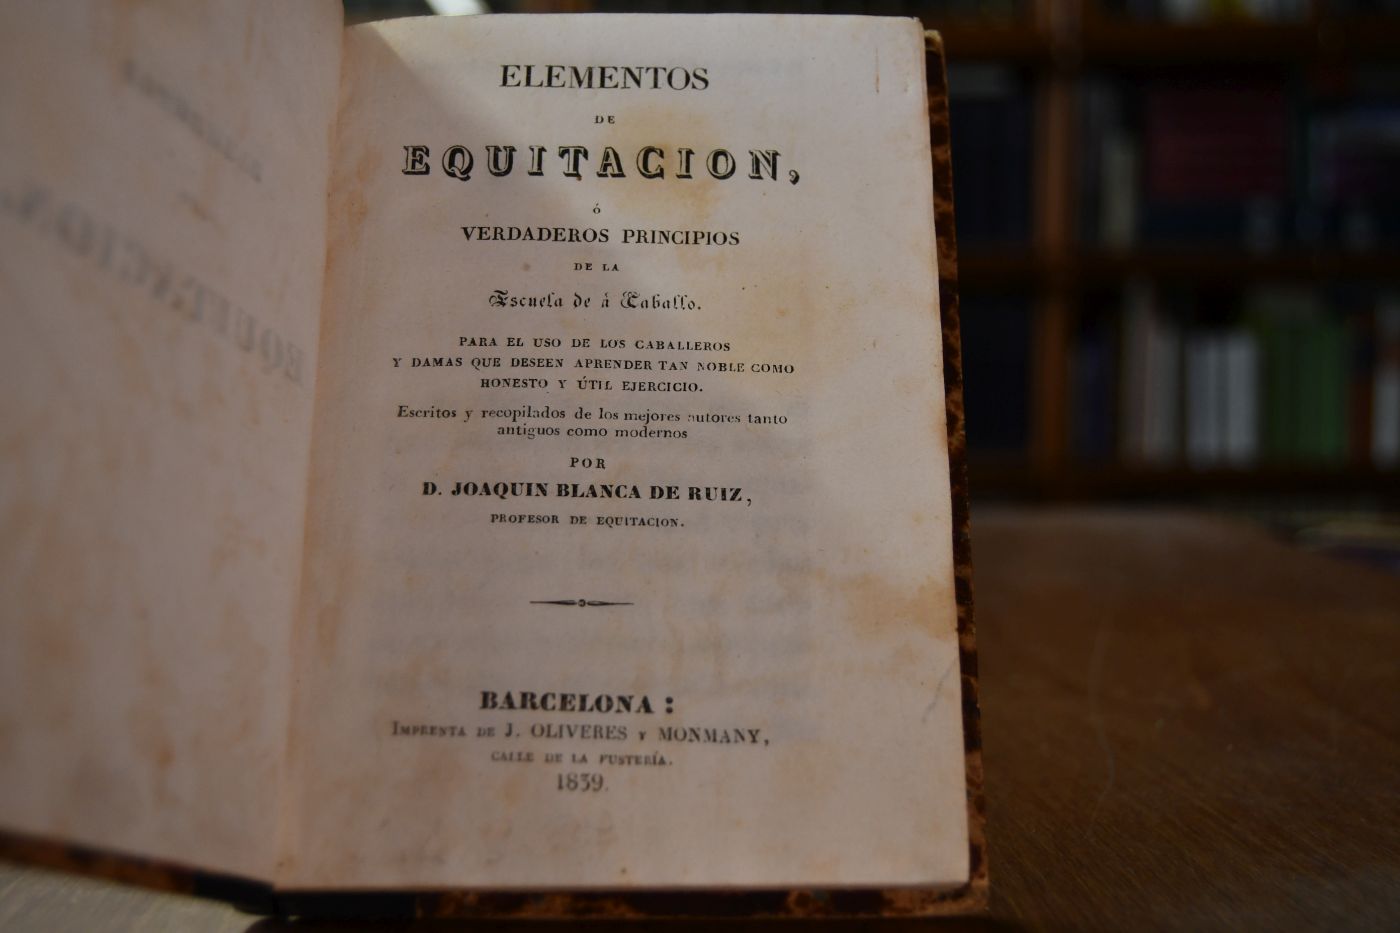 ELEMENTOS
DE
EQUITACION,
ó
VERDADEROS PRINCIPIOS
DE LA
Escuela de á Caballo.
PARA EL USO DE LOS CABALLEROS
Y DAMAS QUE DESEEN APRENDER TAN NOBLE COMO
HONESTO Y ÚTIL EJERCICIO.
Escritos y recopilados de los mejores autores tanto
antiguos como modernos
POR
D. JOAQUIN BLANCA DE RUIZ,
PROFESOR DE EQUITACION.
BARCELONA:
IMPRENTA DE J. OLIVERES Y MONMANY,
CALLE DE LA FUSTERÍA.
1839.